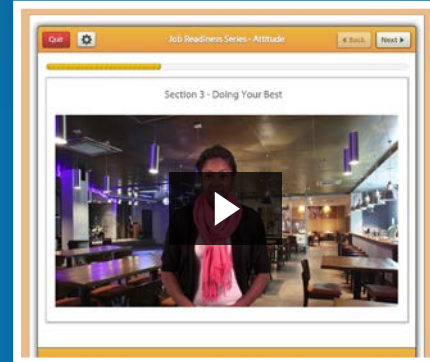 Quit
Job Readiness Series - Attitude
Back
Next
Section 3 - Doing Your Best